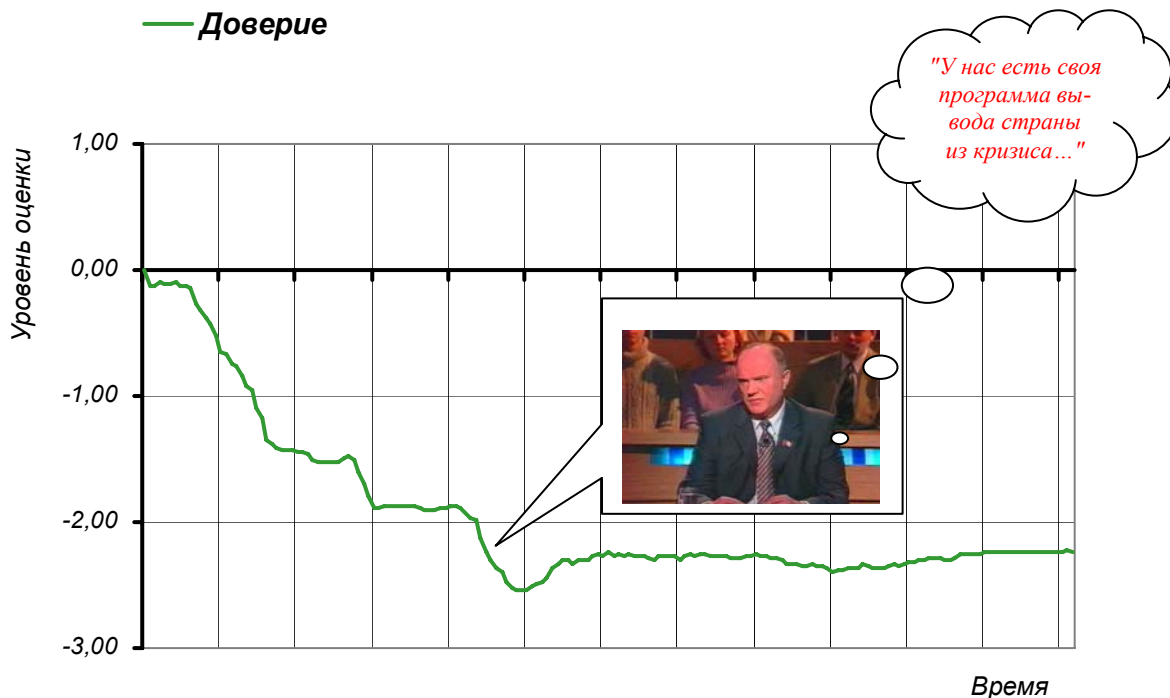 Доверие
"У нас есть своя
программа вы-
вода страны
из кризиса…"
Уровень оценки
1,00
0,00
-1,00
-2,00
-3,00
Время